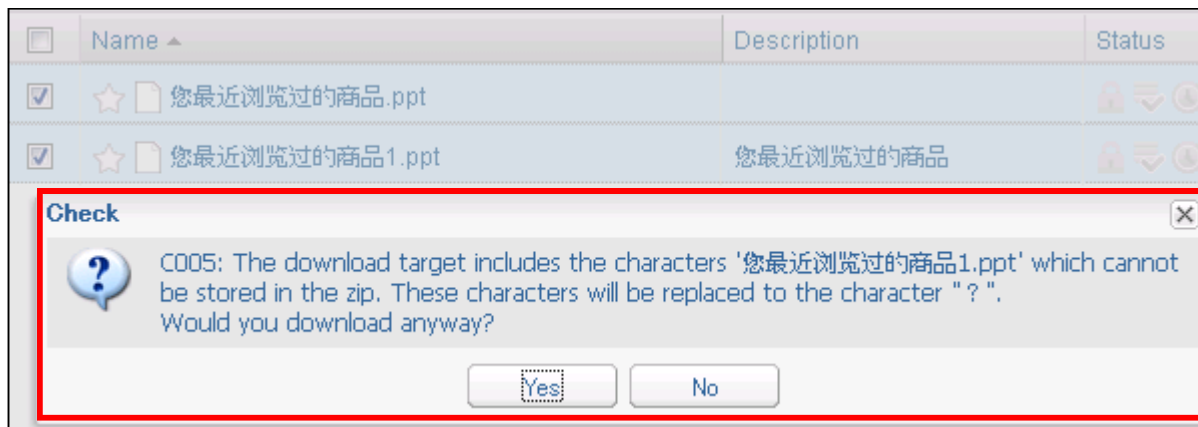 Name Description Status
您最近浏览过的商品.ppt
您最近浏览过的商品1.ppt 您最近浏览过的商品
Check
C005: The download target includes the characters '您最近浏览过的商品1.ppt' which cannot
be stored in the zip. These characters will be replaced to the character "？".
Would you download anyway?
Yes No